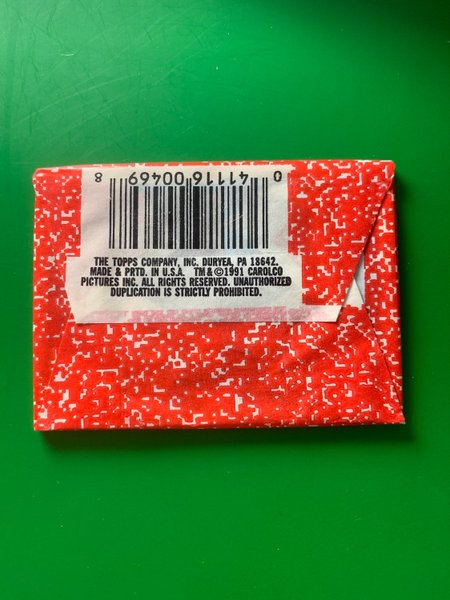 0 41116 00469 8
THE TOPPS COMPANY, INC. DURYEA, PA 18642.
MADE & PRTD. IN U.S.A. TM & © 1991 CAROLCO
PICTURES INC. ALL RIGHTS RESERVED. UNAUTHORIZED
DUPLICATION IS STRICTLY PROHIBITED.